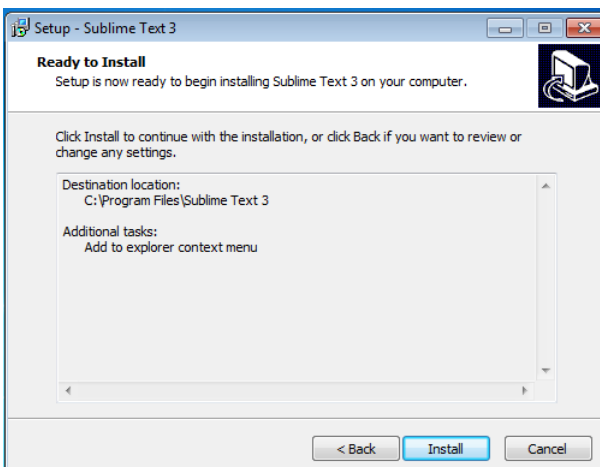 Setup - Sublime Text 3
Ready to Install
Setup is now ready to begin installing Sublime Text 3 on your computer.
Click Install to continue with the installation, or click Back if you want to review or
change any settings.
Destination location:
C:\Program Files\Sublime Text 3
Additional tasks:
Add to explorer context menu
< Back
Install
Cancel